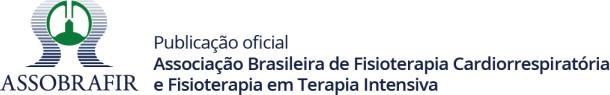 ASSOBRAFIR
Publicação oficial
Associação Brasileira de Fisioterapia Cardiorrespiratória
e Fisioterapia em Terapia Intensiva